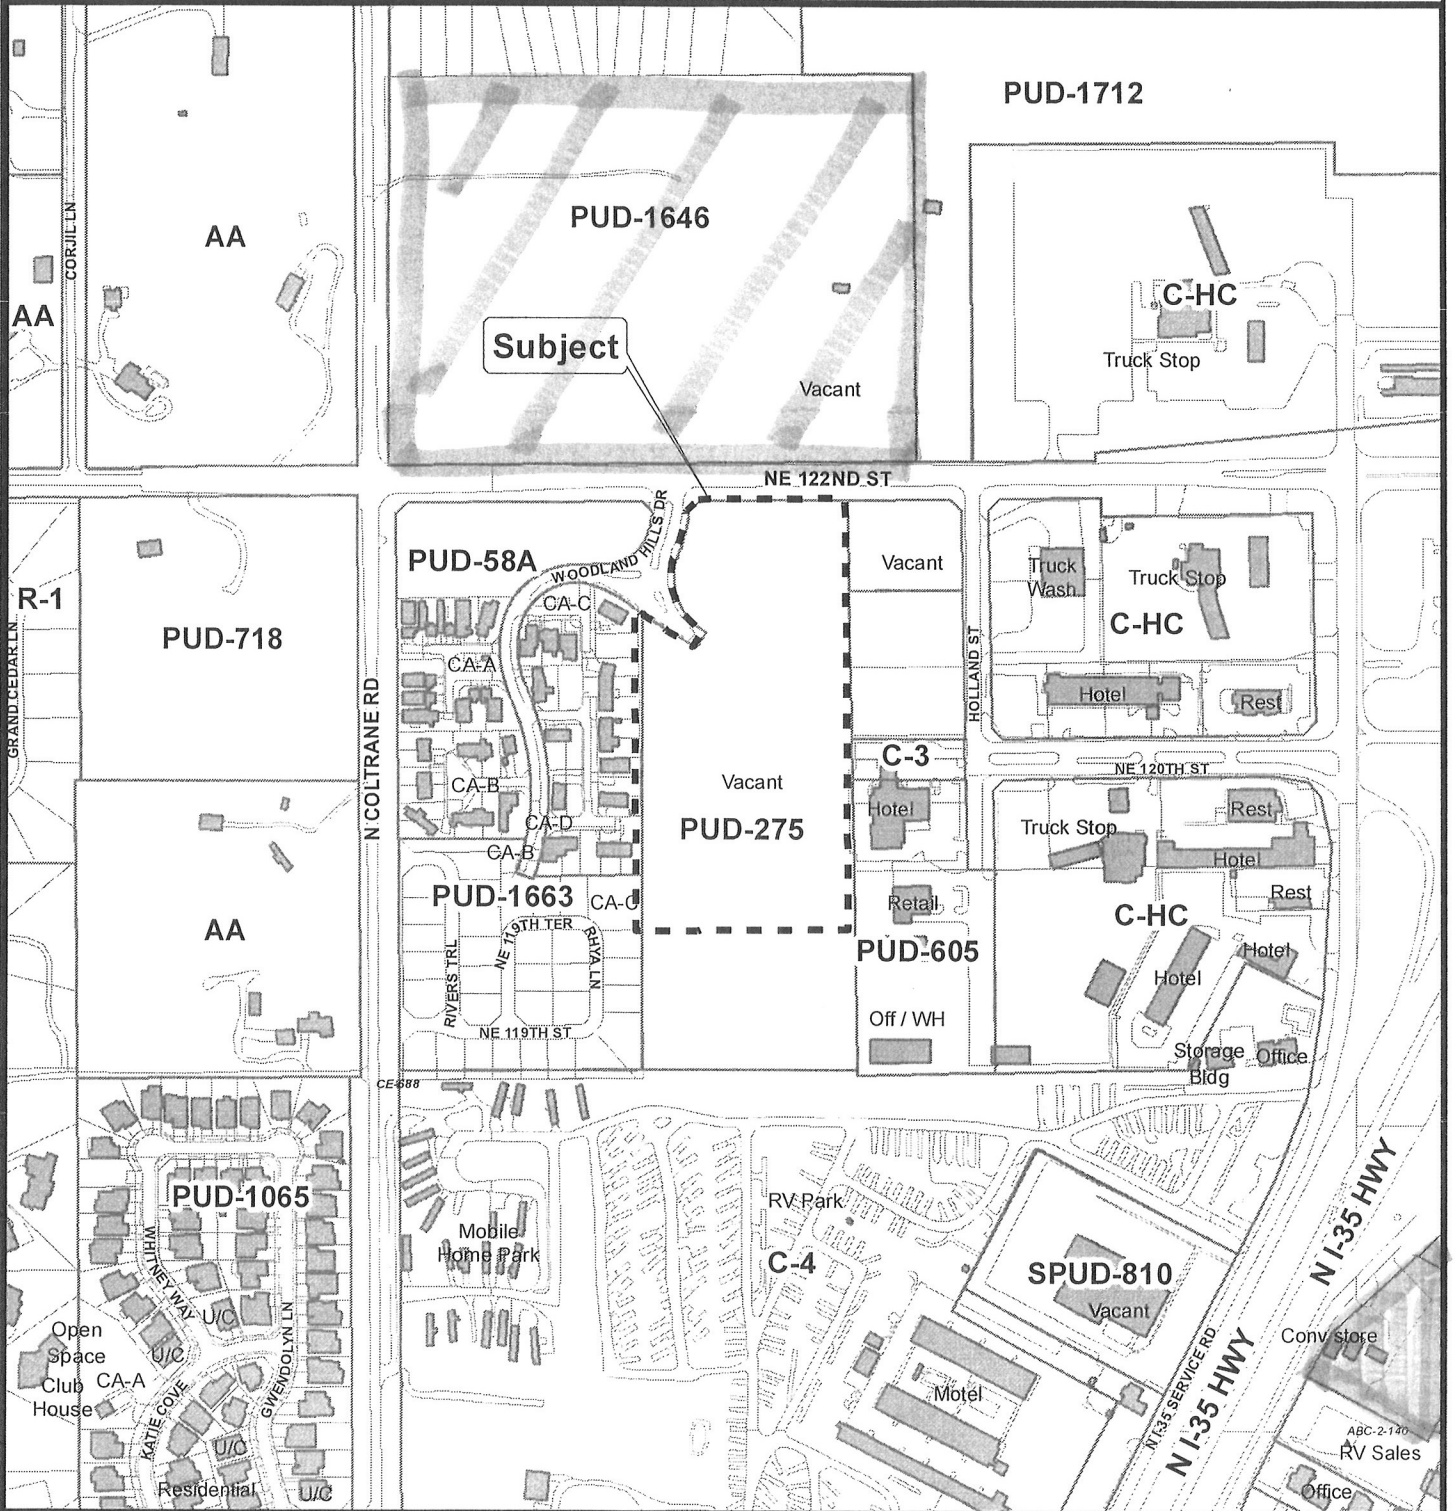 PUD-1712
CORJIL LN
AA
PUD-1646
AA
C-HC
Subject
Truck Stop
Vacant
NE 122ND ST
WOODLAND HILLS DR
PUD-58A
Vacant
Truck
Wash
Truck Stop
R-1
CA-C
C-HC
PUD-718
GRAND CEDAR LN
CA-A
HOLLAND ST
Hotel
Rest
N COLTRANE RD
C-3
NE 120TH ST
Vacant
CA-B
Hotel
Rest
CA-D
PUD-275
Truck Stop
CA-B
Hotel
PUD-1663
CA-C
Retail
Rest
C-HC
NE 119TH TER
RHYA LN
AA
PUD-605
Hotel
RIVERS TRL
Hotel
NE 119TH ST
Off / WH
Storage
Bldg
Office
CE-688
PUD-1065
RV Park
N I-35 HWY
Mobile
Home Park
WHITNEY WAY
C-4
SPUD-810
Vacant
U/C
GWENDOLYN LN
Open
Space
Club
House
CA-A
U/C
Conv store
N I-35 SERVICE RD
N I-35 HWY
KATIE COVE
Motel
ABC-2-140
RV Sales
U/C
Residential
U/C
Office